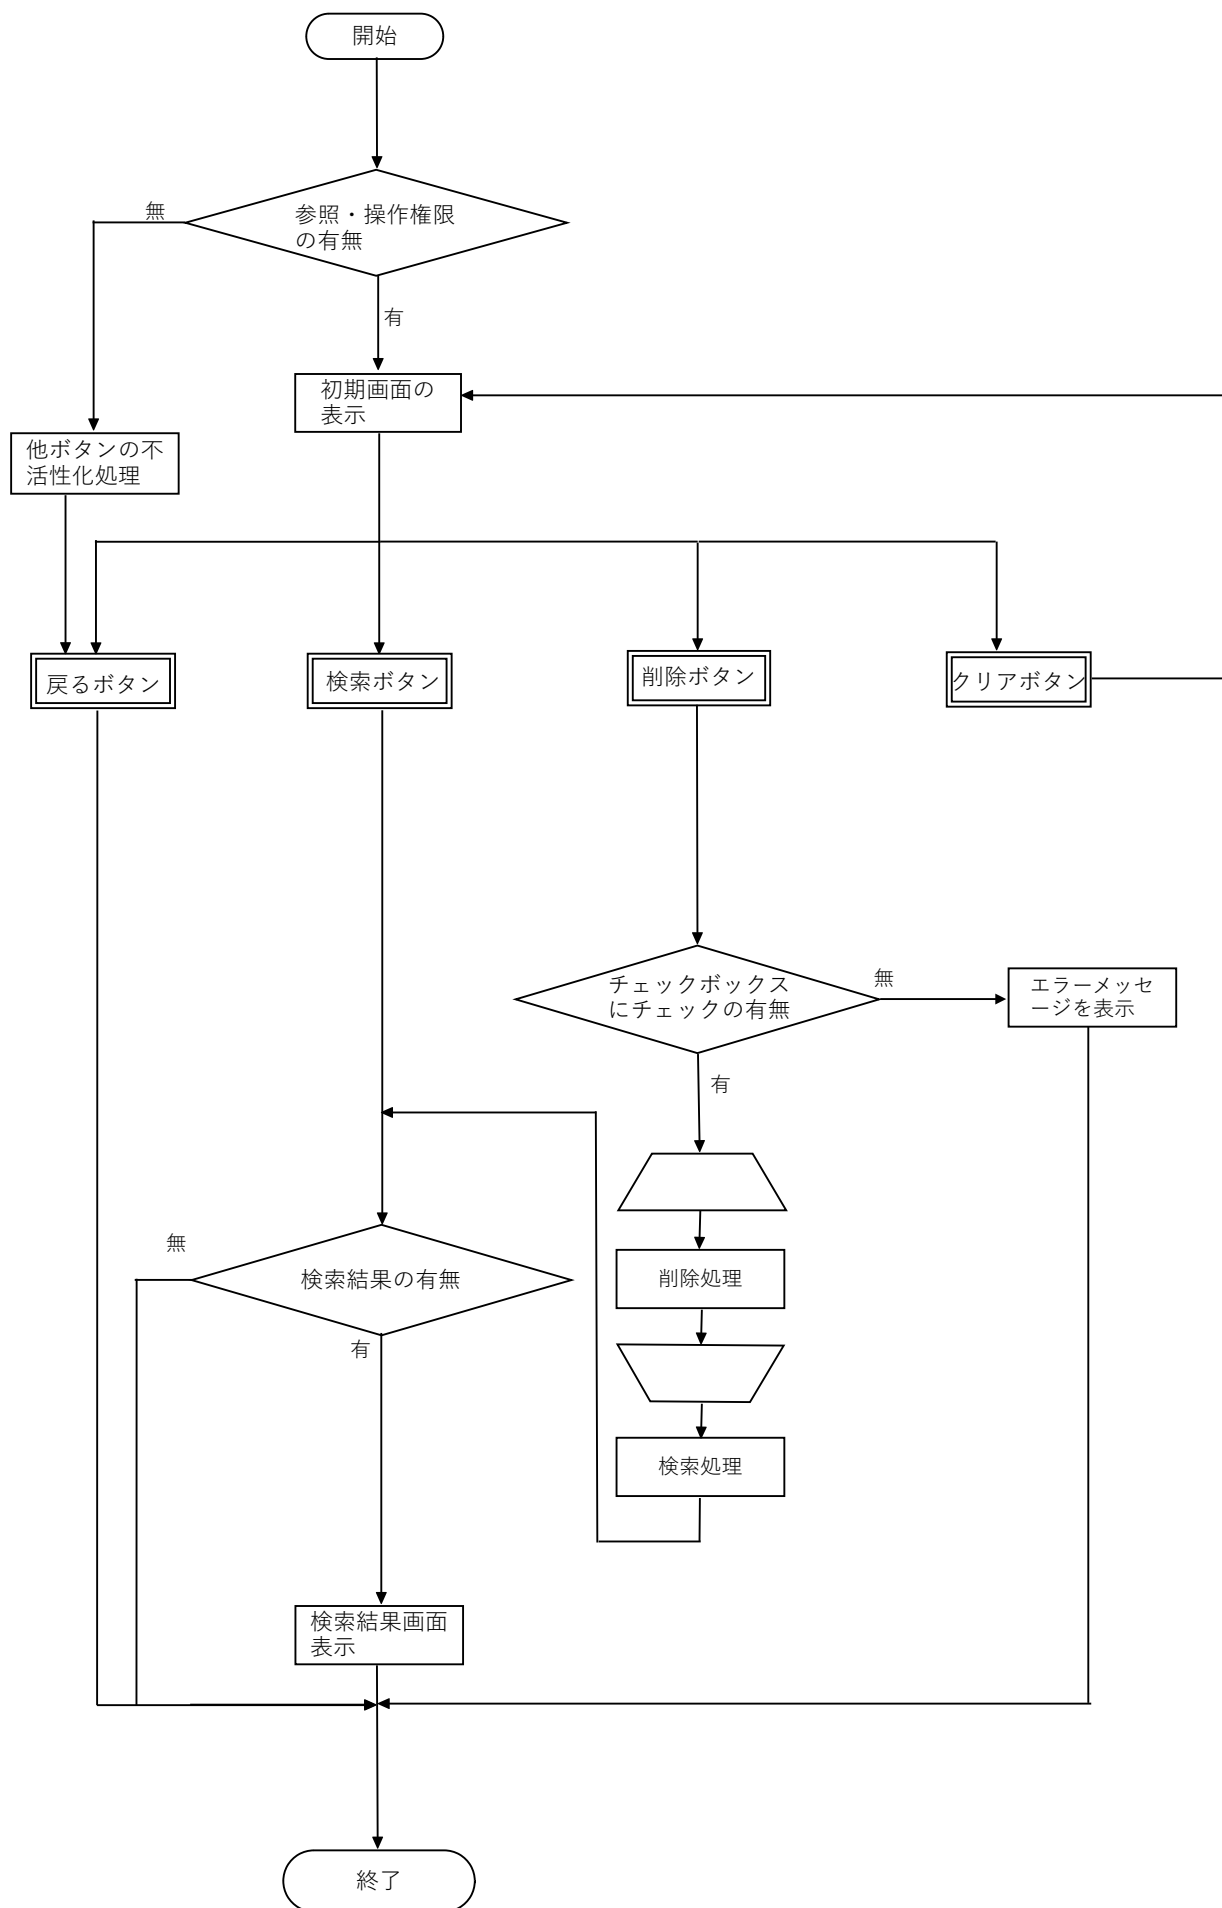 開始
無
参照・操作権限
の有無
有
初期画面の
表示
他ボタンの不
活性化処理
戻るボタン
検索ボタン
削除ボタン
クリアボタン
チェックボックス
にチェックの有無
無
エラーメッセ
ージを表示
有
無
検索結果の有無
削除処理
有
検索処理
検索結果画面
表示
終了